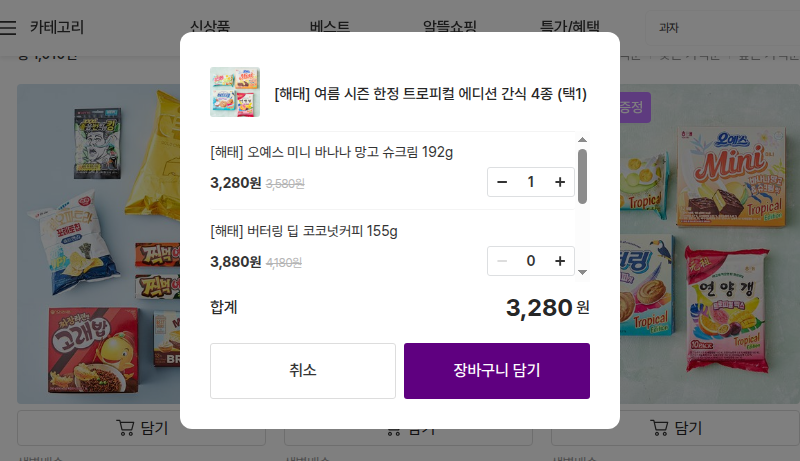 카테고리 신상품 베스트 알뜰쇼핑 특가/혜택 과자
[해태] 여름 시즌 한정 트로피컬 에디션 간식 4종 (택1)
[해태] 오예스 미니 바나나 망고 슈크림 192g
3,280원 3,580원
1
[해태] 버터링 딥 코코넛커피 155g
3,880원 4,180원
0
합계 3,280 원
취소 장바구니 담기
증정
오예스
Mini
Tropical
포레포틴
찌먹
고래밥
링
Tropical
연양갱
Tropical
담기 담기 담기